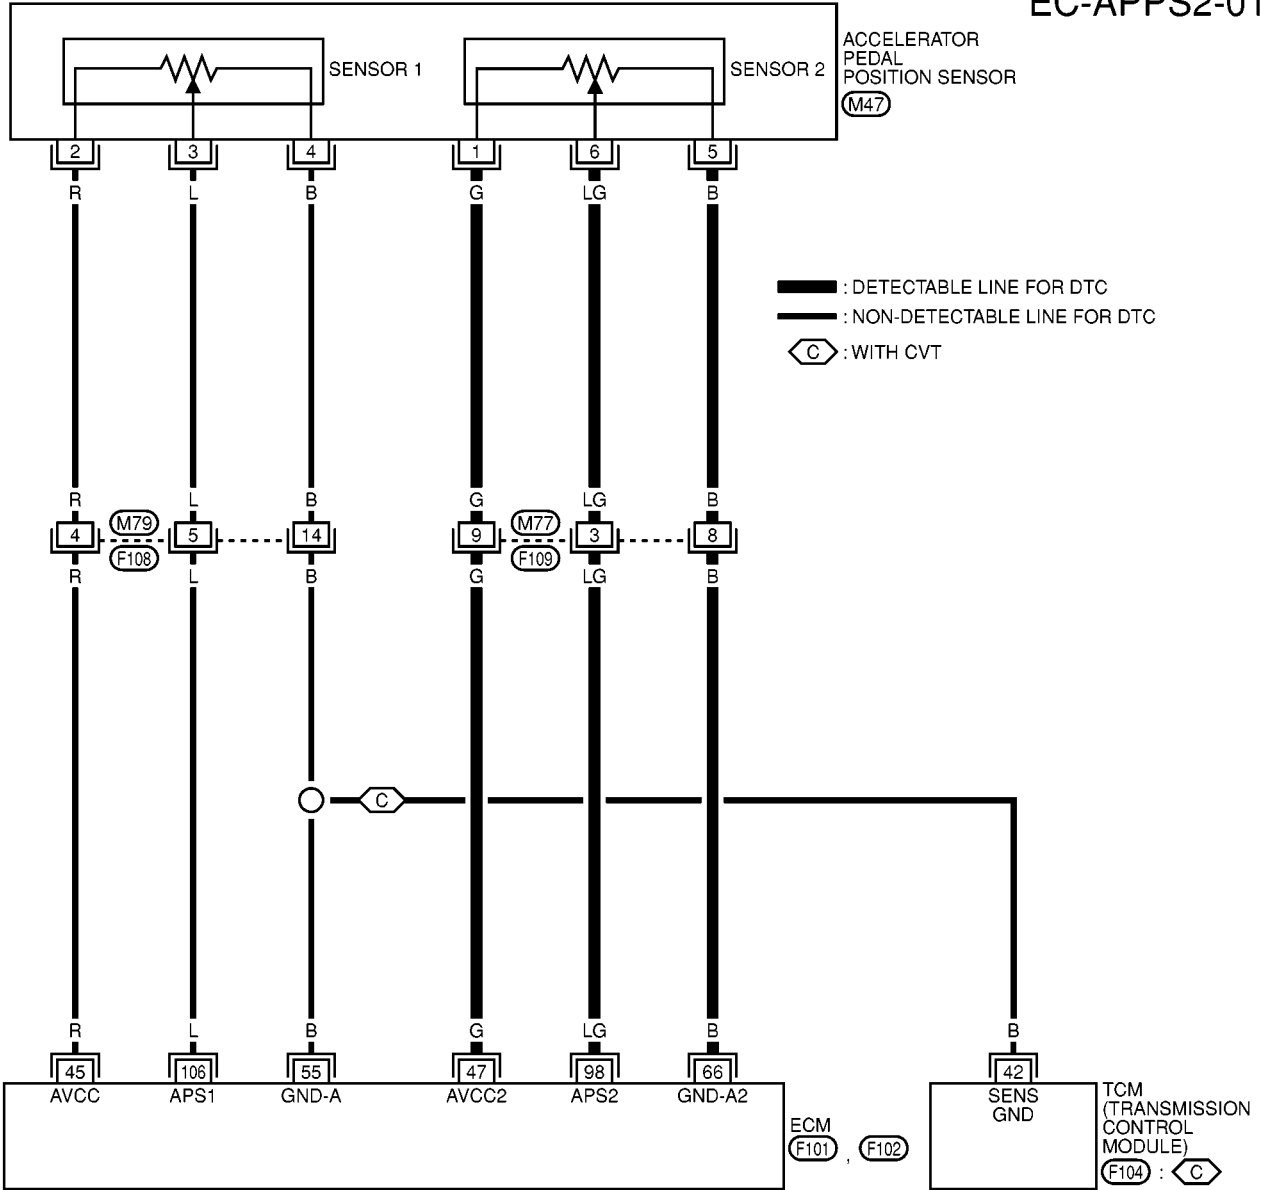 EC-APPS2-01
SENSOR 1
SENSOR 2
ACCELERATOR
PEDAL
POSITION SENSOR
M47
2 3 4 1 6 5
R L B G LG B
: DETECTABLE LINE FOR DTC
: NON-DETECTABLE LINE FOR DTC
C : WITH CVT
R L B G LG B
M79 M77
4 5 14 9 3 8
F108 F109
R L B G LG B
C
R L B G LG B B
45 106 55 47 98 66 42
AVCC APS1 GND-A AVCC2 APS2 GND-A2
SENS
GND
ECM
F101 , F102
TCM
(TRANSMISSION
CONTROL
MODULE)
F104 : C